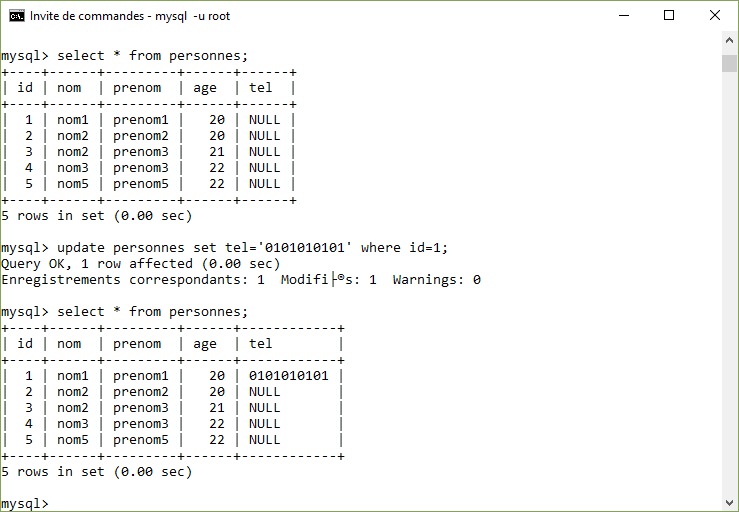 Invite de commandes - mysql  -u root
mysql> select * from personnes;
+----+------+---------+------+------+
| id | nom  | prenom  | age  | tel  |
+----+------+---------+------+------+
|  1 | nom1 | prenom1 |   20 | NULL |
|  2 | nom2 | prenom2 |   20 | NULL |
|  3 | nom2 | prenom3 |   21 | NULL |
|  4 | nom3 | prenom3 |   22 | NULL |
|  5 | nom5 | prenom5 |   22 | NULL |
+----+------+---------+------+------+
5 rows in set (0.00 sec)
mysql> update personnes set tel='0101010101' where id=1;
Query OK, 1 row affected (0.00 sec)
Enregistrements correspondants: 1  Modifi├®s: 1  Warnings: 0
mysql> select * from personnes;
+----+------+---------+------+------------+
| id | nom  | prenom  | age  | tel        |
+----+------+---------+------+------------+
|  1 | nom1 | prenom1 |   20 | 0101010101 |
|  2 | nom2 | prenom2 |   20 | NULL       |
|  3 | nom2 | prenom3 |   21 | NULL       |
|  4 | nom3 | prenom3 |   22 | NULL       |
|  5 | nom5 | prenom5 |   22 | NULL       |
+----+------+---------+------+------------+
5 rows in set (0.00 sec)
mysql>